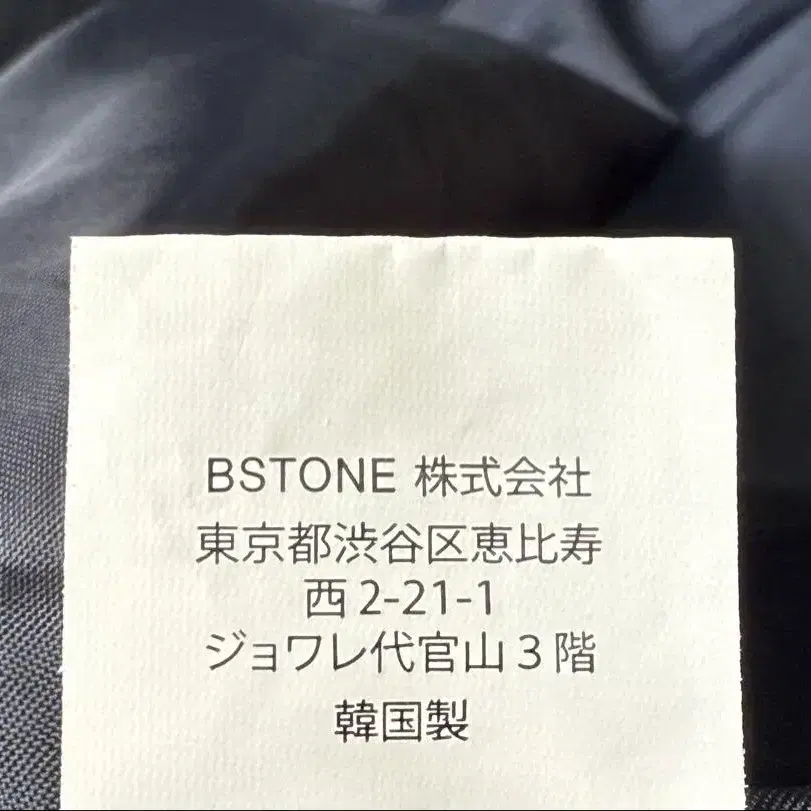 BSTONE 株式会社
東京都渋谷区恵比寿
西 2-21-1
ジョワレ代官山 3 階
韓国製